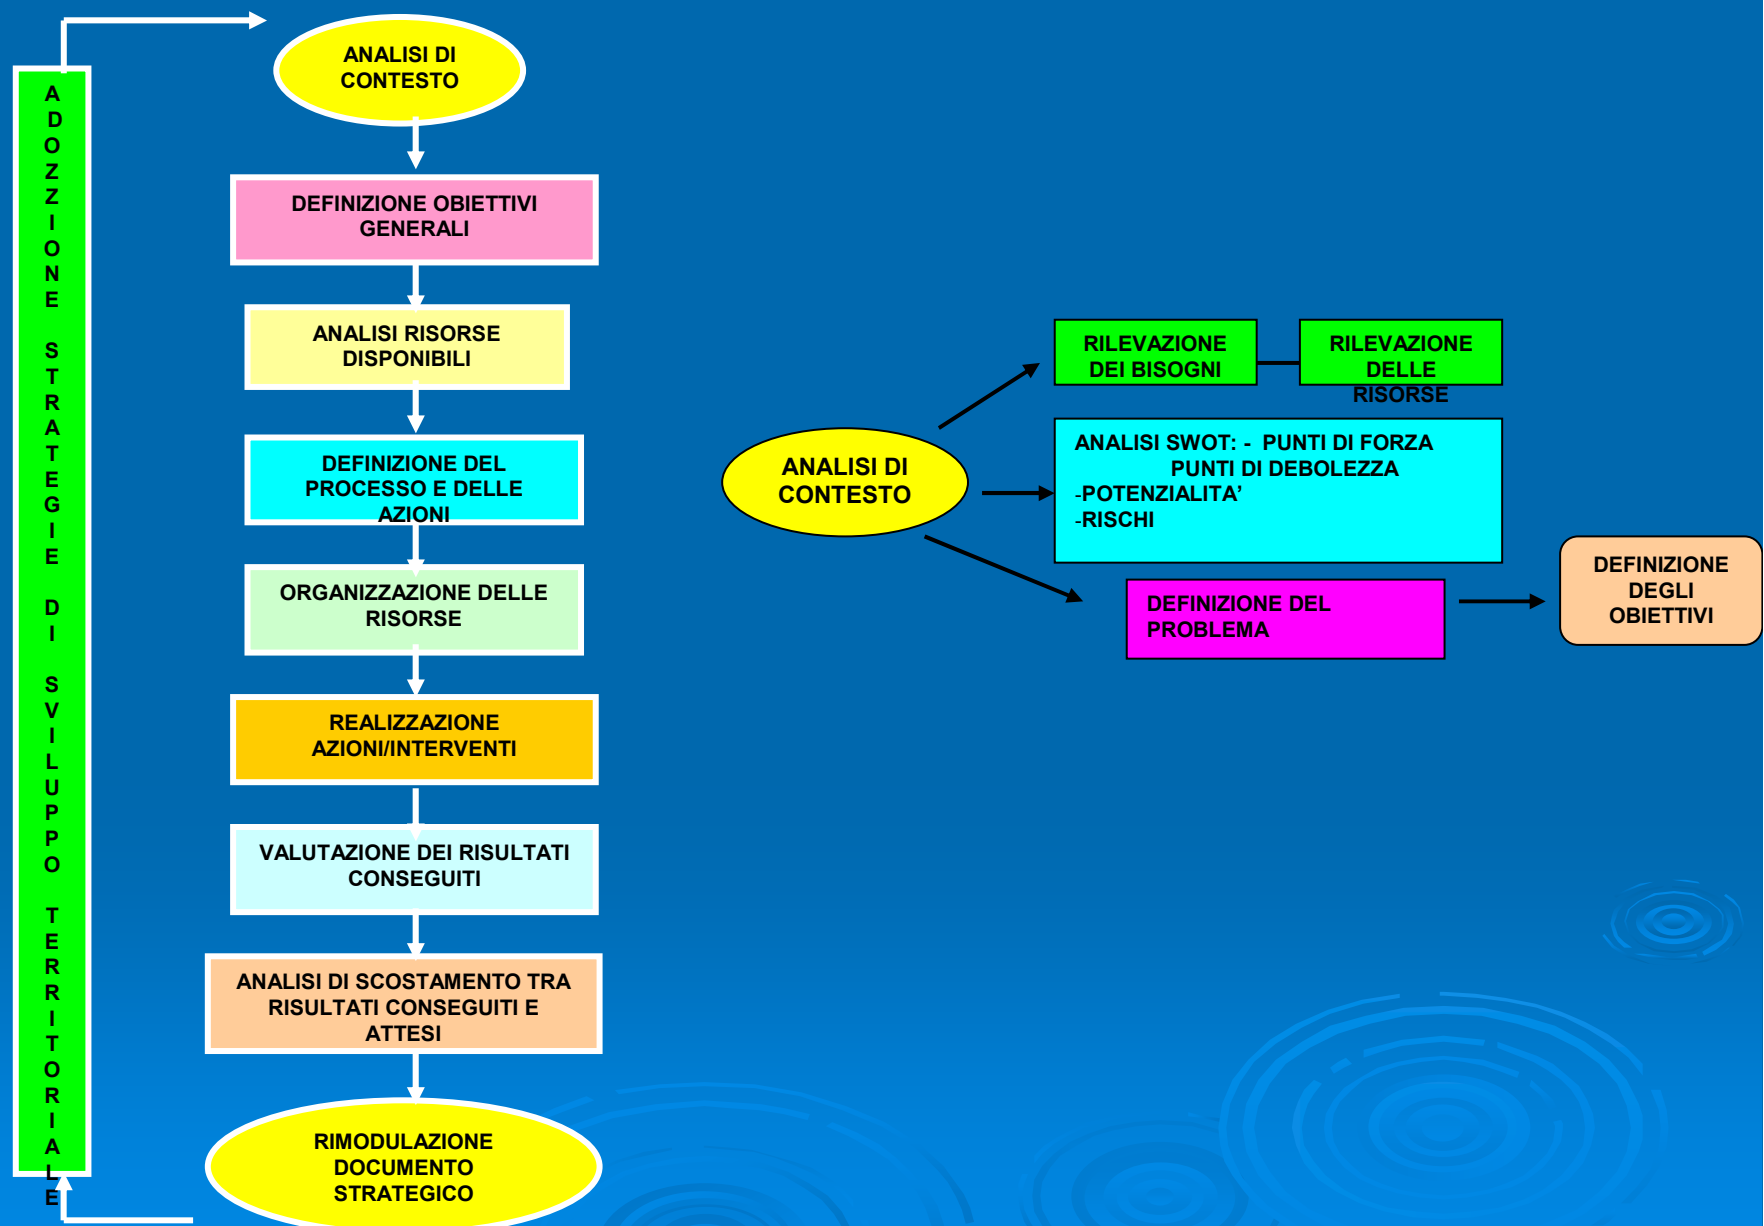 ADOZZIONE STRATEGIE DI SVILUPPO TERRITORIALE
ANALISI DI
CONTESTO
DEFINIZIONE OBIETTIVI
GENERALI
ANALISI RISORSE
DISPONIBILI
DEFINIZIONE DEL
PROCESSO E DELLE
AZIONI
ORGANIZZAZIONE DELLE
RISORSE
REALIZZAZIONE
AZIONI/INTERVENTI
VALUTAZIONE DEI RISULTATI
CONSEGUITI
ANALISI DI SCOSTAMENTO TRA
RISULTATI CONSEGUITI E
ATTESI
RIMODULAZIONE
DOCUMENTO
STRATEGICO
ANALISI DI
CONTESTO
RILEVAZIONE
DEI BISOGNI
RILEVAZIONE
DELLE
RISORSE
ANALISI SWOT: - PUNTI DI FORZA
PUNTI DI DEBOLEZZA
-POTENZIALITA’
-RISCHI
DEFINIZIONE DEL
PROBLEMA
DEFINIZIONE
DEGLI
OBIETTIVI